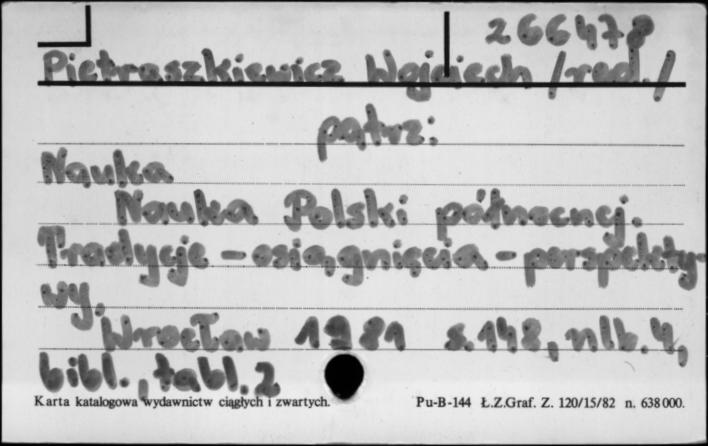 266478
Pietraszkiewicz Wojciech /red./
patrz:
Nauka
Nauka Polski północnej.
Tradycje - osiągnięcia - perspekty-
wy.
Wrocław 1981 s.148, nlb.4,
bibl., tabl.2
Karta katalogowa wydawnictw ciągłych i zwartych. Pu-B-144 Ł.Z.Graf. Z. 120/15/82 n. 638000.